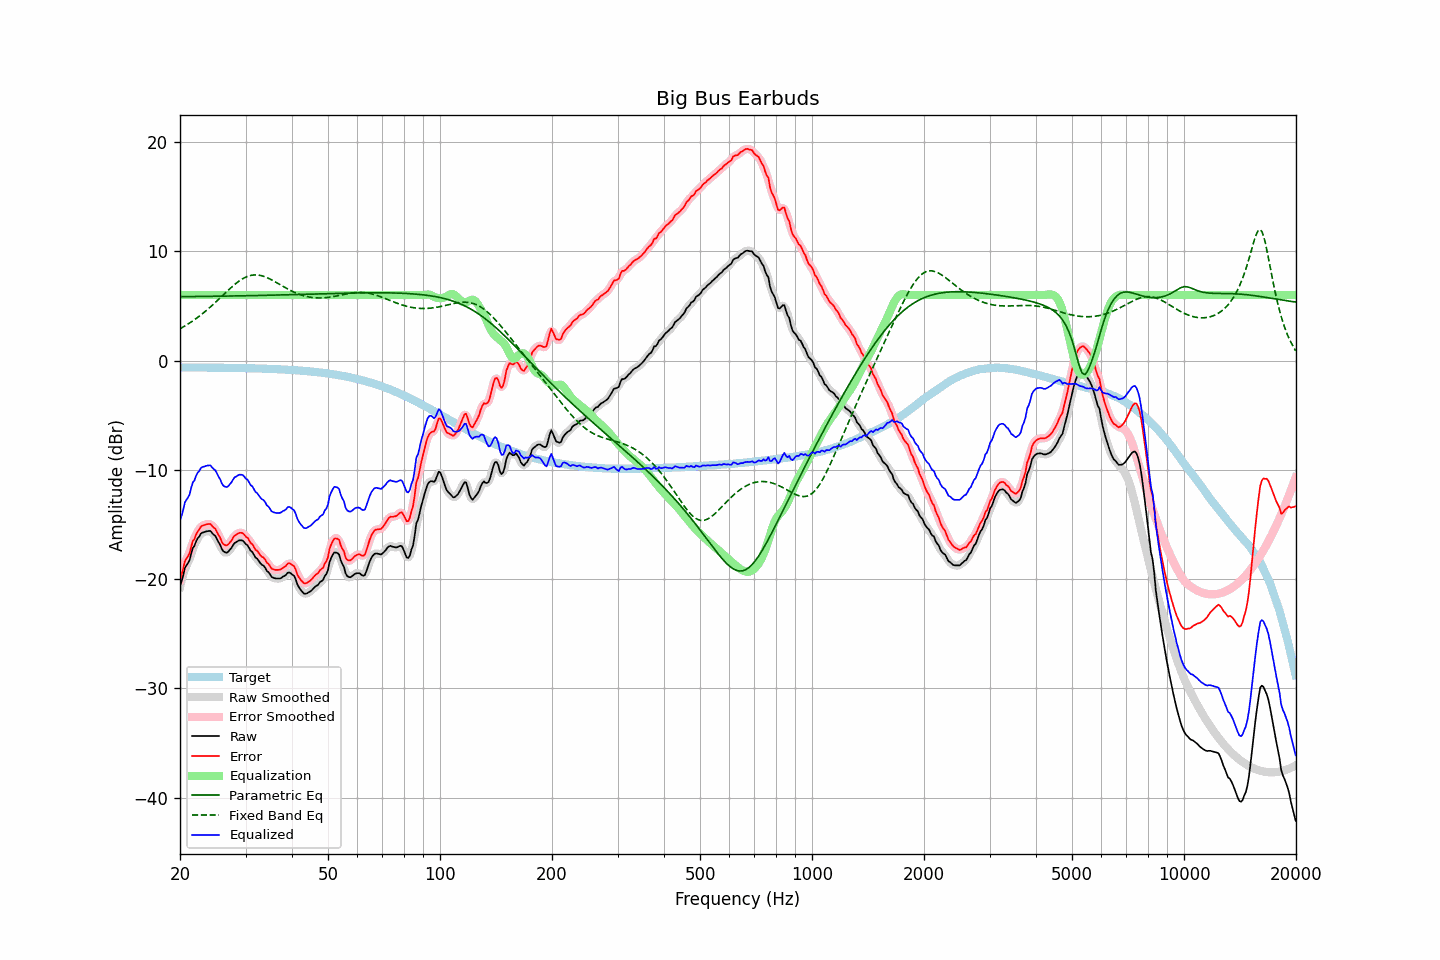 Big Bus Earbuds
Amplitude (dBr)
20
10
0
−10
−20
−30
−40
Target
Raw Smoothed
Error Smoothed
Raw
Error
Equalization
Parametric Eq
Fixed Band Eq
Equalized
20 50 100 200 500 1000 2000 5000 10000 20000
Frequency (Hz)